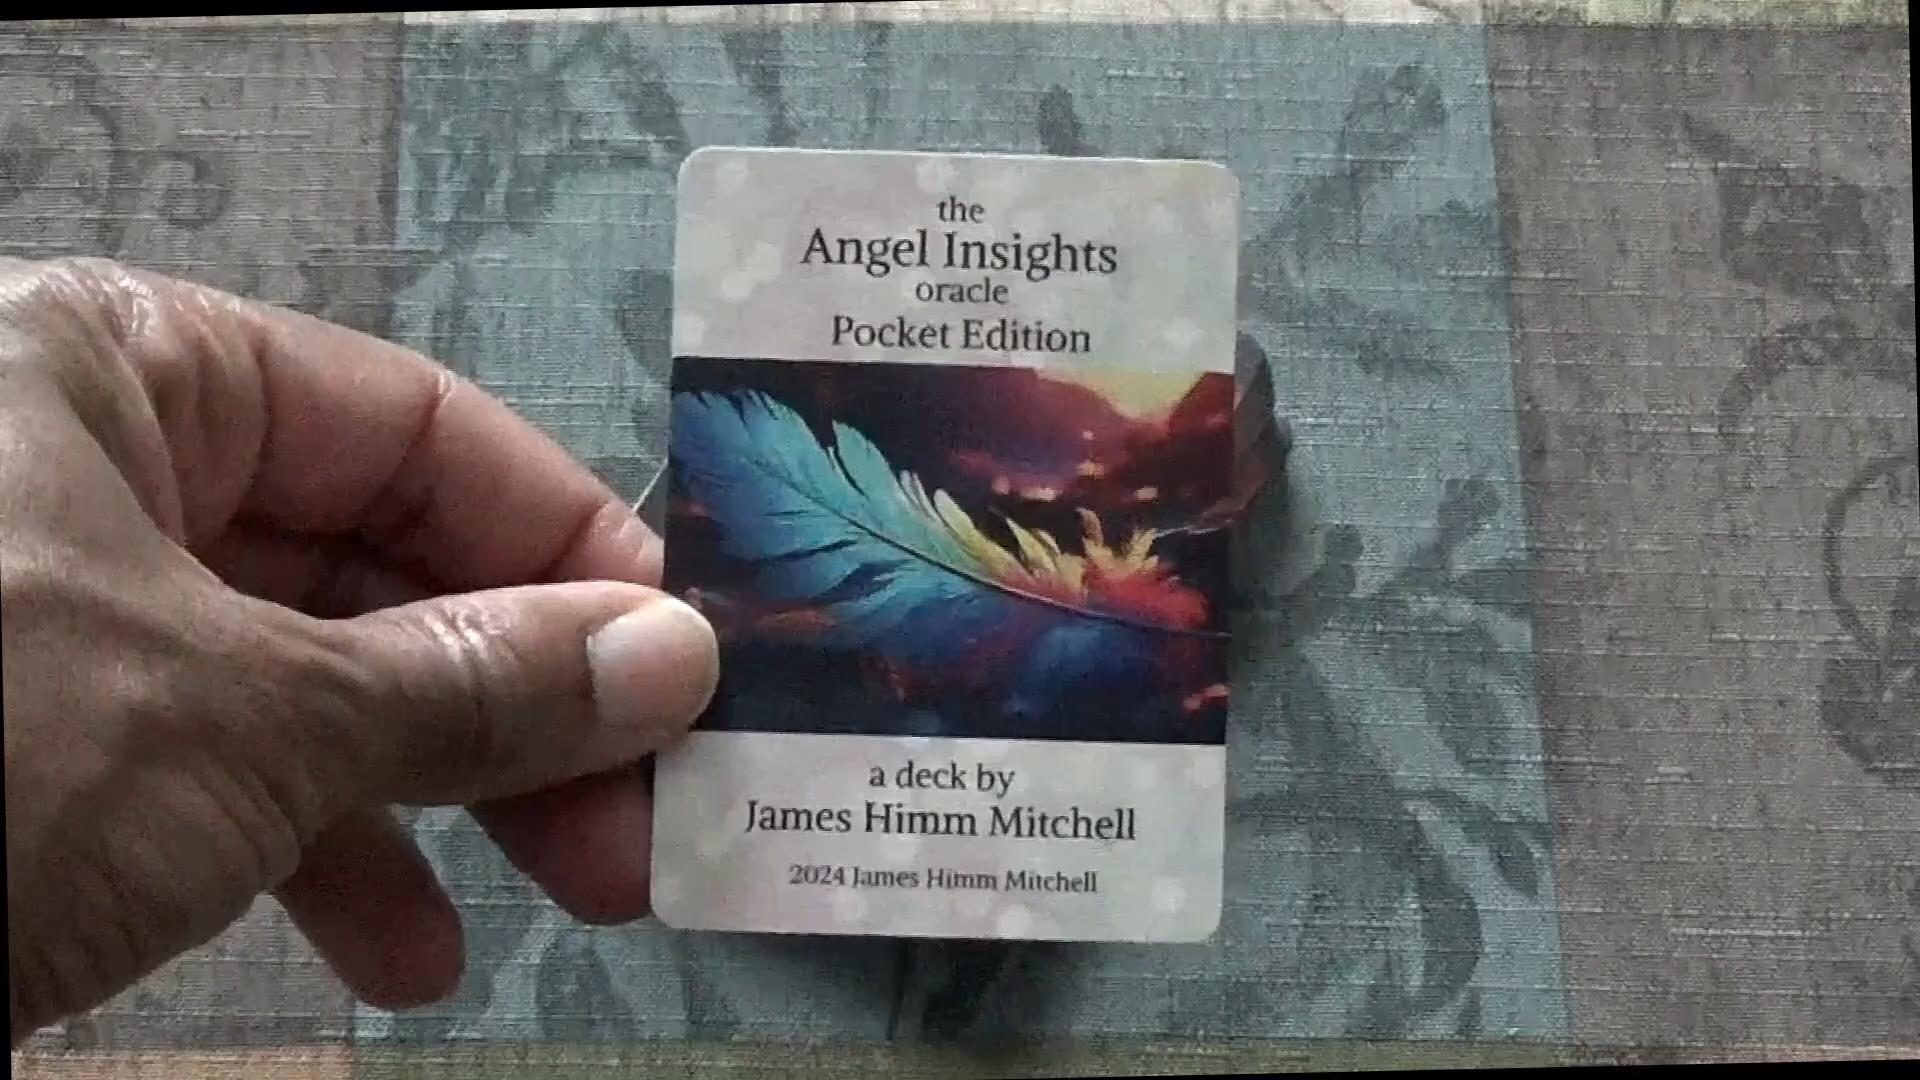 the
Angel Insights
oracle
Pocket Edition
a deck by
James Himm Mitchell
2024 James Himm Mitchell